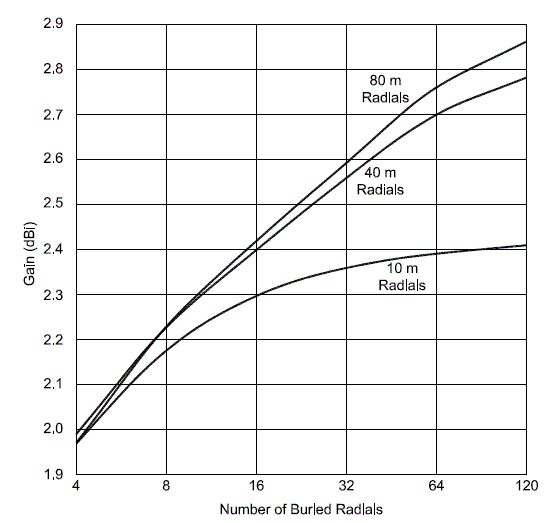 2.9
2.8
2.7
2.6
2.5
2.4
2.3
2.2
2.1
2.0
1.9
Gain (dBi)
80 m
Radials
40 m
Radials
10 m
Radials
4 8 16 32 64 120
Number of Buried Radials